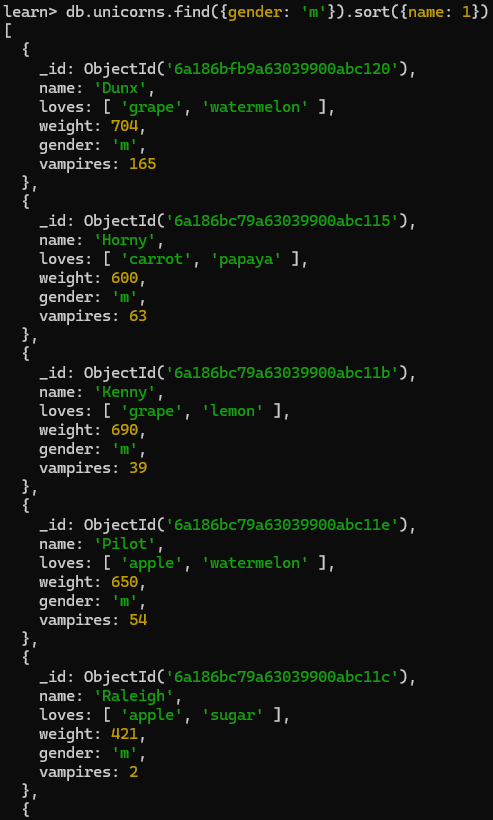 learn> db.unicorns.find({gender: 'm'}).sort({name: 1})
[
  {
    _id: ObjectId('6a186bfb9a63039900abc120'),
    name: 'Dunx',
    loves: [ 'grape', 'watermelon' ],
    weight: 704,
    gender: 'm',
    vampires: 165
  },
  {
    _id: ObjectId('6a186bc79a63039900abc115'),
    name: 'Horny',
    loves: [ 'carrot', 'papaya' ],
    weight: 600,
    gender: 'm',
    vampires: 63
  },
  {
    _id: ObjectId('6a186bc79a63039900abc11b'),
    name: 'Kenny',
    loves: [ 'grape', 'lemon' ],
    weight: 690,
    gender: 'm',
    vampires: 39
  },
  {
    _id: ObjectId('6a186bc79a63039900abc11e'),
    name: 'Pilot',
    loves: [ 'apple', 'watermelon' ],
    weight: 650,
    gender: 'm',
    vampires: 54
  },
  {
    _id: ObjectId('6a186bc79a63039900abc11c'),
    name: 'Raleigh',
    loves: [ 'apple', 'sugar' ],
    weight: 421,
    gender: 'm',
    vampires: 2
  },
  {